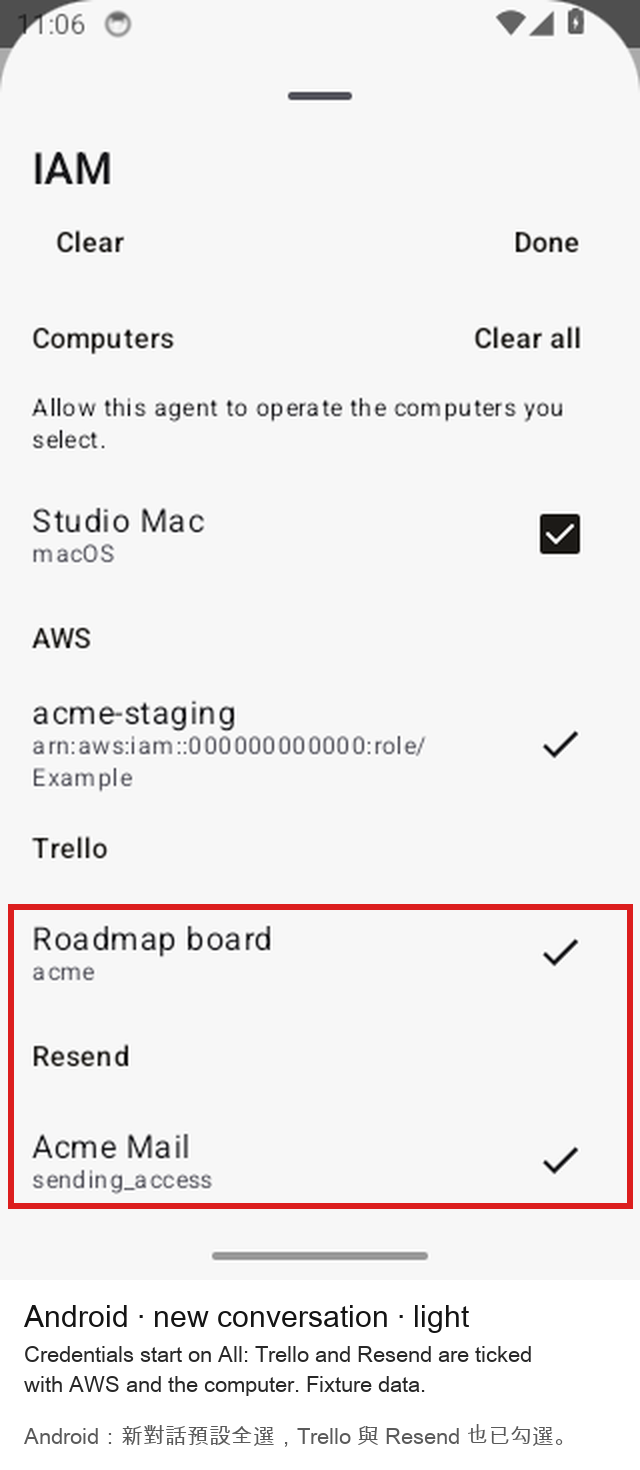 11:06
IAM
Clear
Done
Computers
Clear all
Allow this agent to operate the computers you
select.
Studio Mac
macOS
AWS
acme-staging
arn:aws:iam::000000000000:role/
Example
Trello
Roadmap board
acme
Resend
Acme Mail
sending_access
Android · new conversation · light
Credentials start on All: Trello and Resend are ticked
with AWS and the computer. Fixture data.
Android：新對話預設全選，Trello 與 Resend 也已勾選。